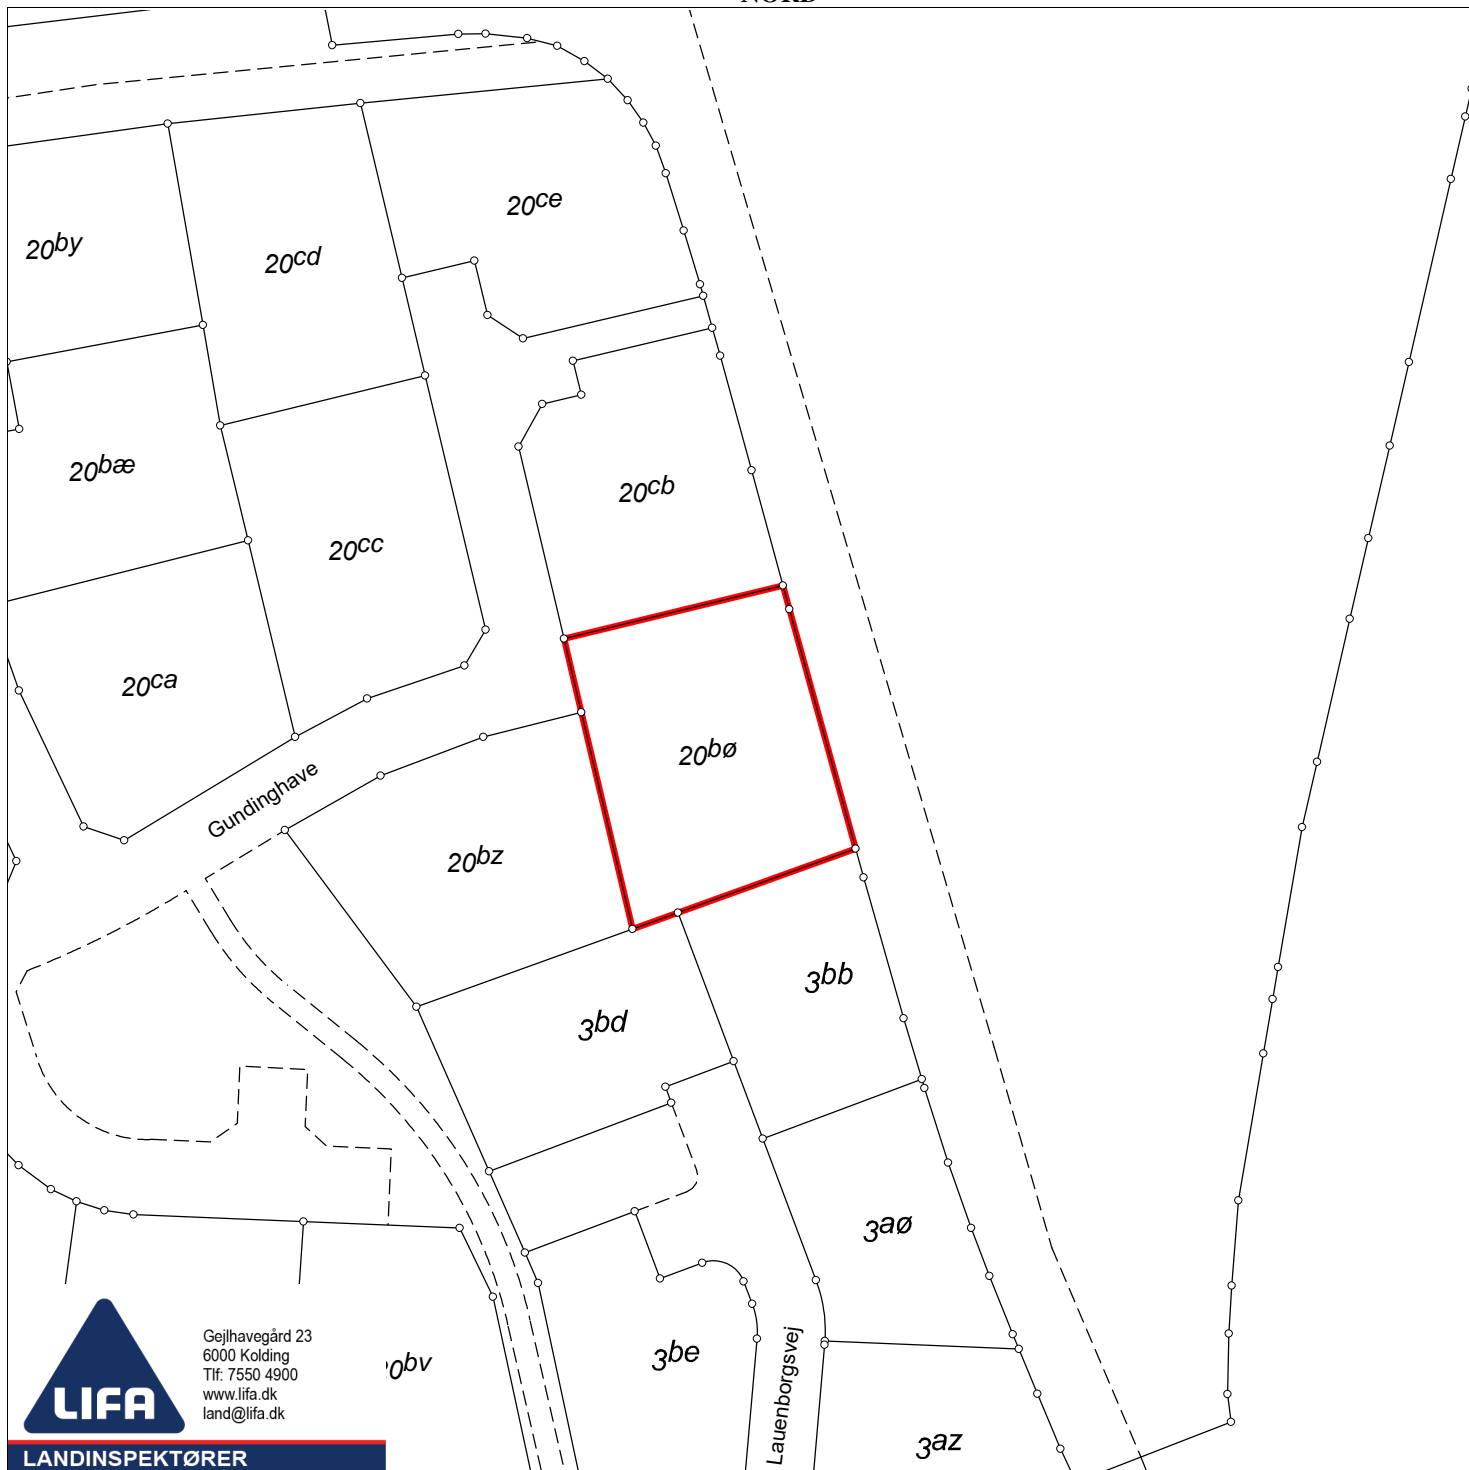 20ce
20by
20cd
20bæ
20cb
20cc
20ca
20bø
Gundinghave
20bz
3bb
3bd
3aø
3be
Lauenborgsvej
3az
Gejlhavegård 23
6000 Kolding
Tlf: 7550 4900
www.lifa.dk
land@lifa.dk
0bv
LIFA
LANDINSPEKTØRER